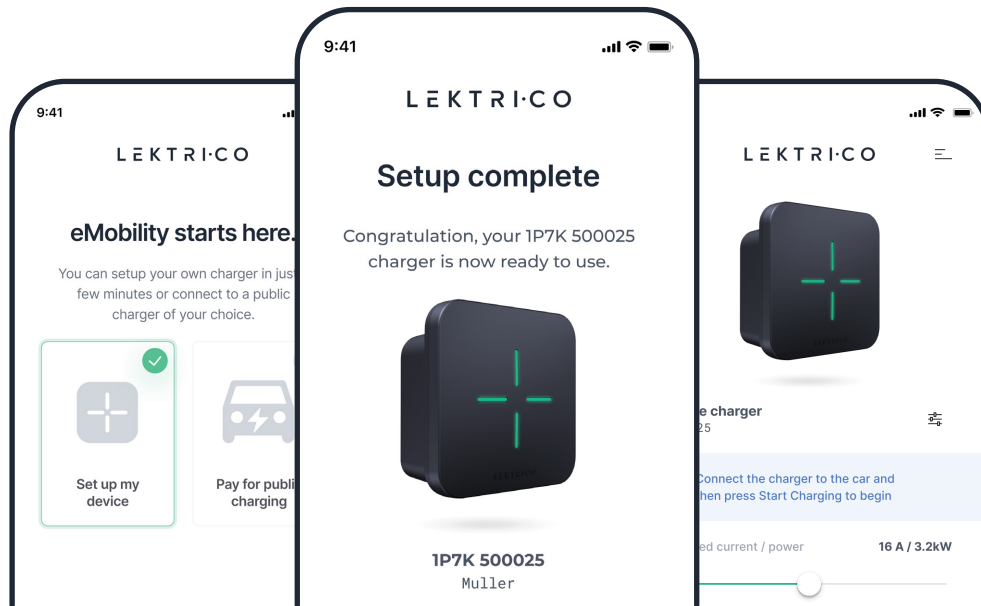 9:41
LEKTRI·CO
eMobility starts here.
You can setup your own charger in just
few minutes or connect to a public
charger of your choice.
Set up my
device
Pay for publi
charging
9:41
LEKTRI·CO
Setup complete
Congratulation, your 1P7K 500025
charger is now ready to use.
LEKTRI·CO
1P7K 500025
Muller
LEKTRI·CO
e charger
25
Connect the charger to the car and
hen press Start Charging to begin
ed current / power
16 A / 3.2kW